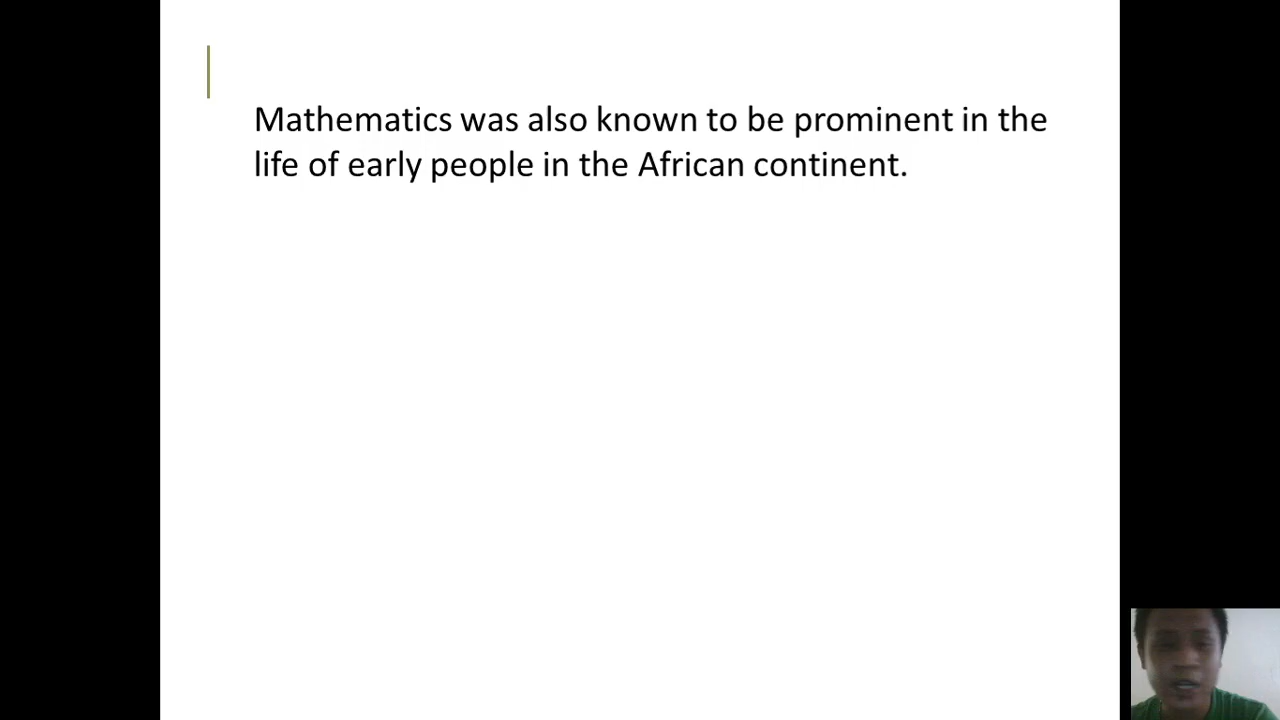 Mathematics was also known to be prominent in the
life of early people in the African continent.